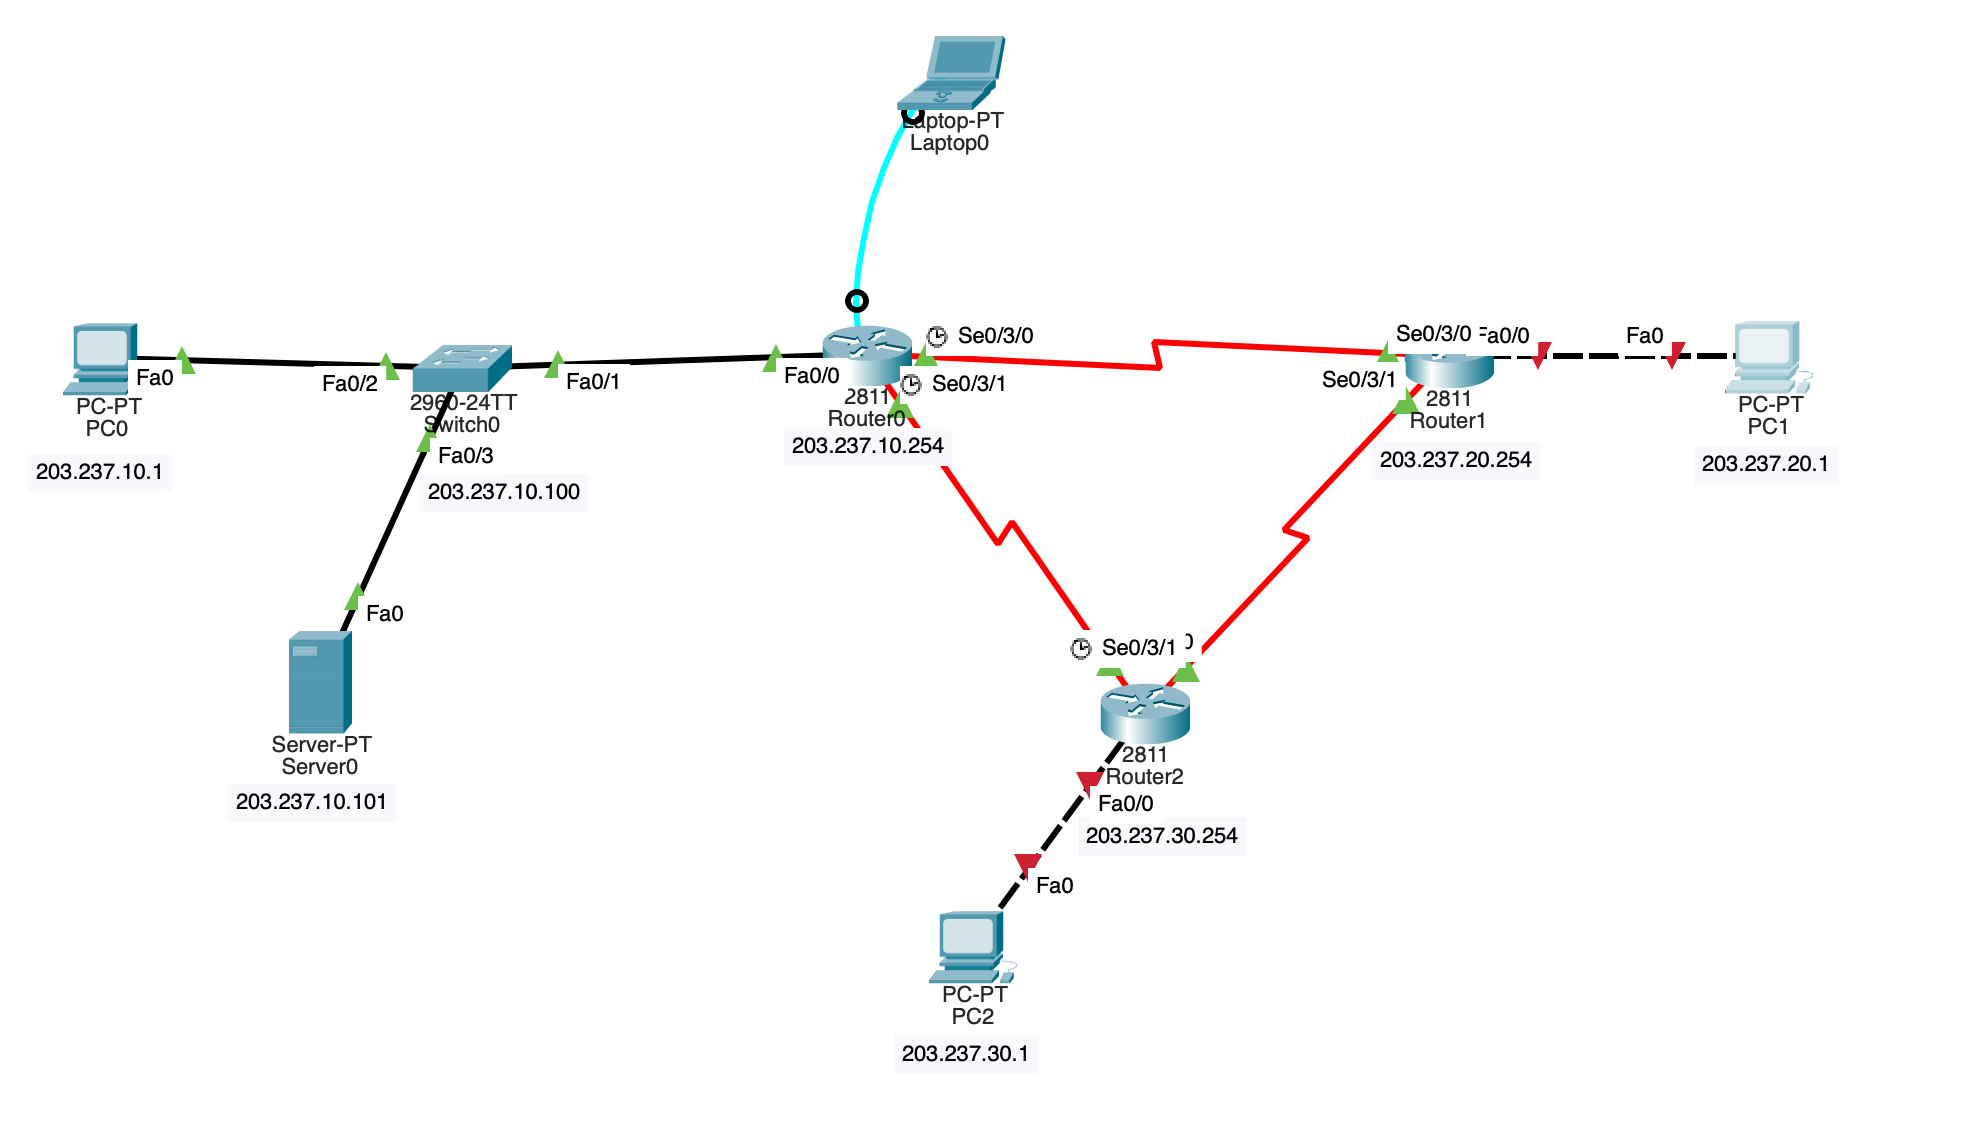 Laptop-PT
Laptop0
Se0/3/0
Se0/3/0
Fa0/0
Fa0
Fa0
Fa0/2
Fa0/1
Fa0/0
Se0/3/1
Se0/3/1
PC-PT
PC0
2960-24TT
Switch0
2811
Router0
2811
Router1
PC-PT
PC1
203.237.10.1
Fa0/3
203.237.10.100
203.237.10.254
203.237.20.254
203.237.20.1
Fa0
Se0/3/1
Server-PT
Server0
203.237.10.101
2811
Router2
Fa0/0
203.237.30.254
Fa0
PC-PT
PC2
203.237.30.1